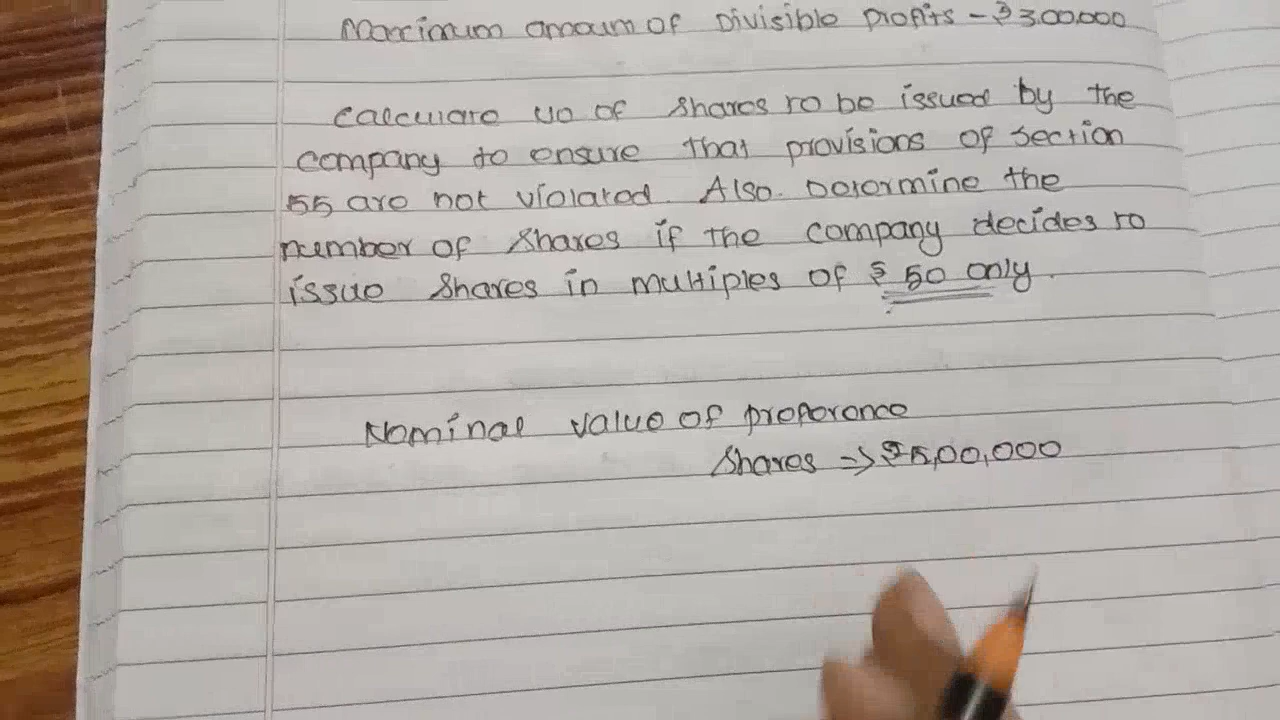 Maximum amount of Divisible profits - ₹ 3,00,000
Calculate no of shares to be issued by the
company to ensure that provisions of section
55 are not violated. Also. Determine the
number of shares if the company decides to
issue shares in multiples of ₹ 50 only.
Nominal value of preference
shares => ₹5,00,000